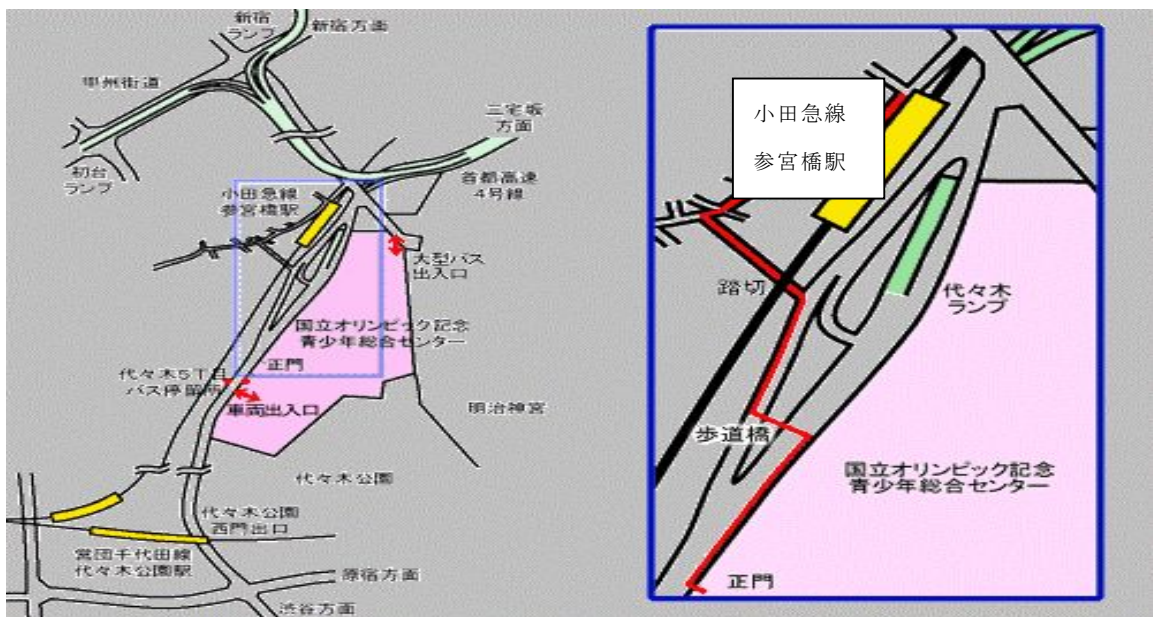 新宿
ランプ
新宿方面
甲州街道
三宅坂
方面
初台
ランプ
首都高速
4号線
小田急線
参宮橋駅
大型バス
出入口
国立オリンピック記念
青少年総合センター
正門
代々木5丁目
バス停留所
車両出入口
明治神宮
代々木公園
代々木公園
西門出口
営団千代田線
代々木公園駅
原宿方面
渋谷方面
小田急線
参宮橋駅
踏切
代々木
ランプ
歩道橋
国立オリンピック記念
青少年総合センター
正門